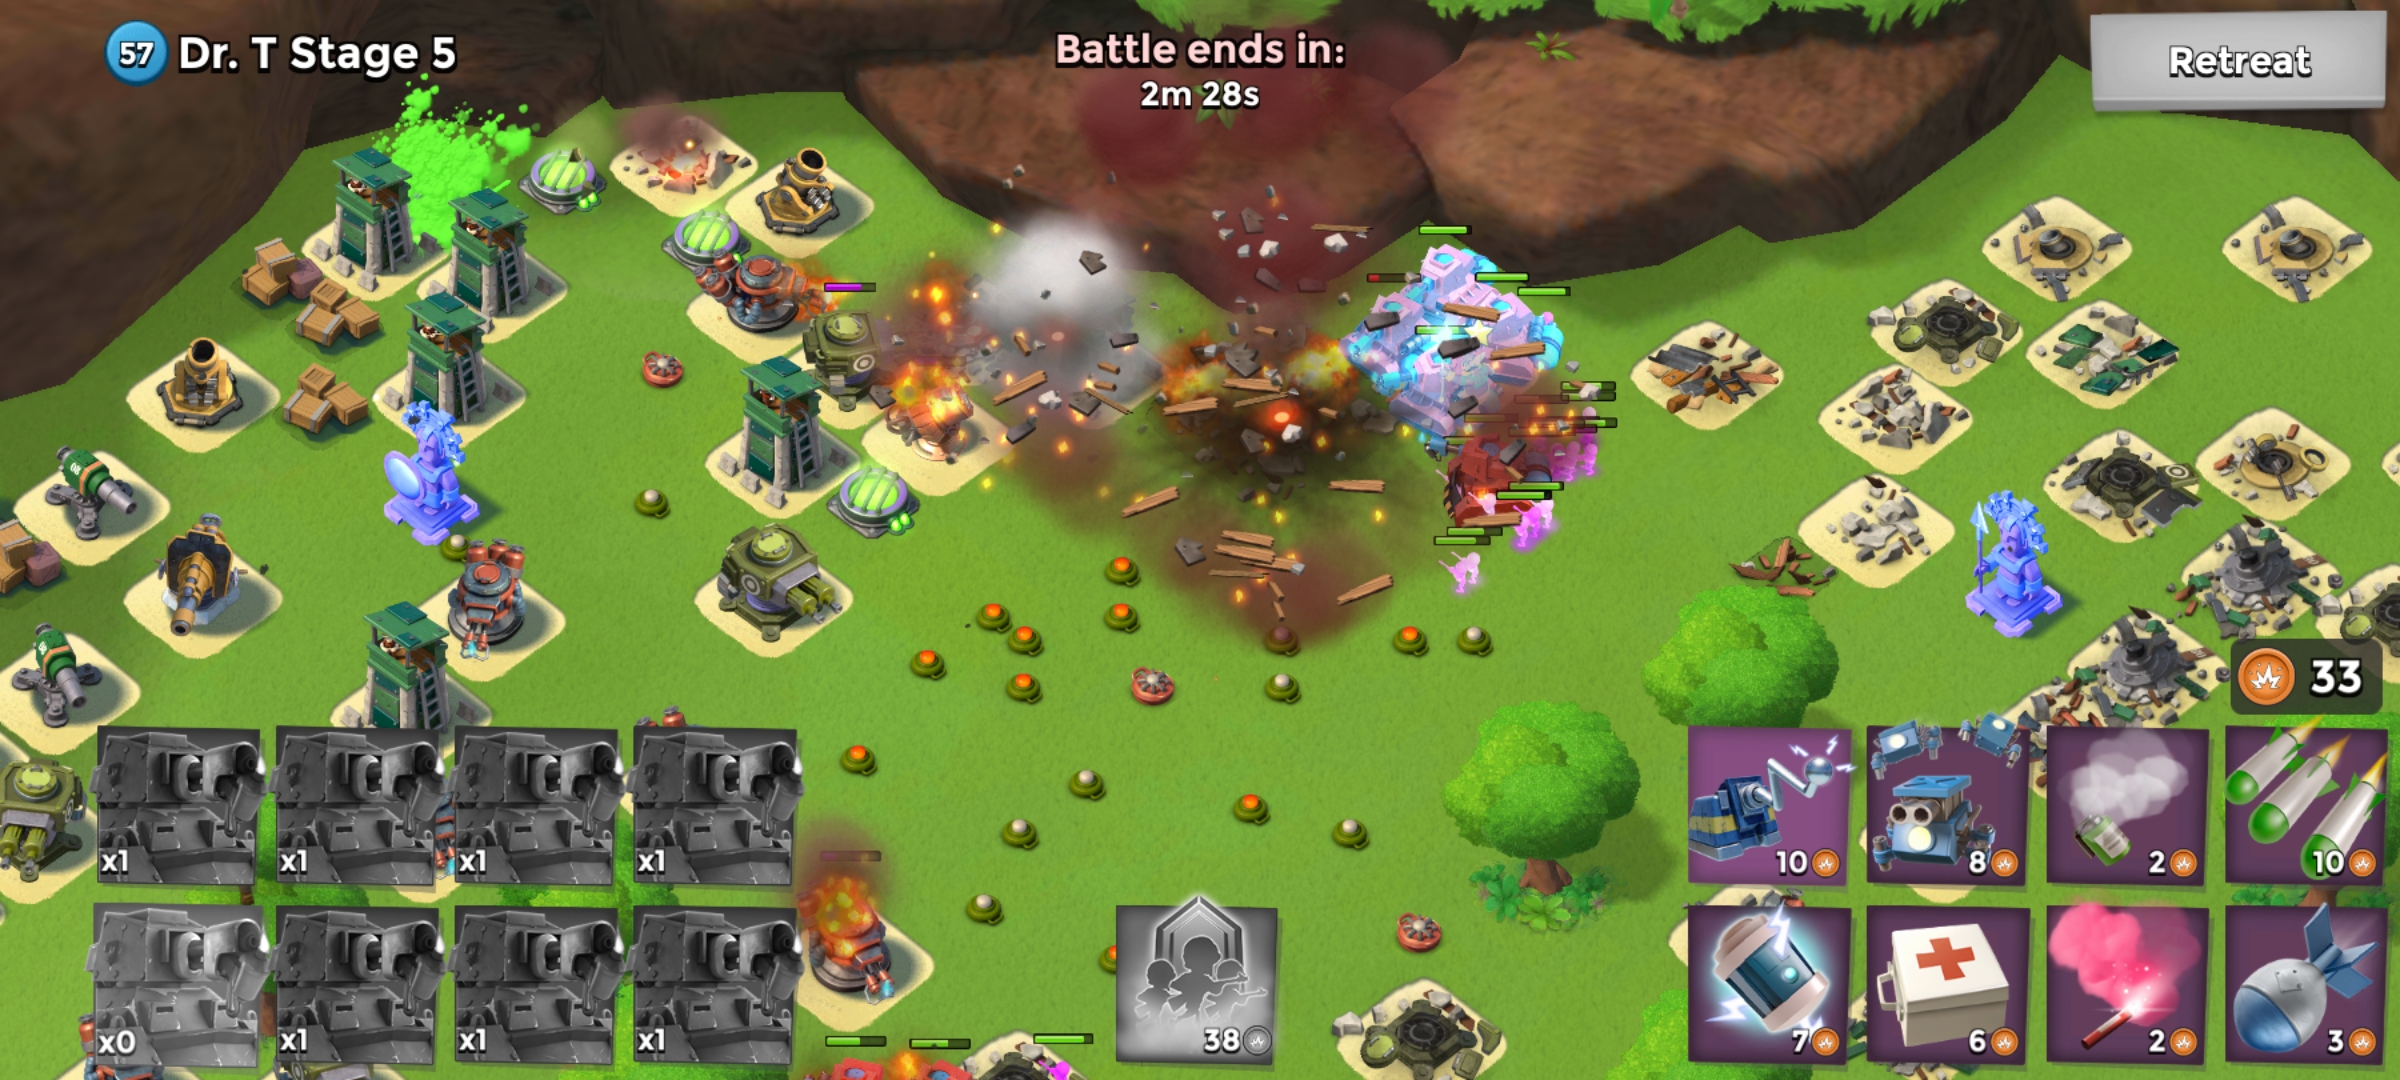 57 Dr. T Stage 5
Battle ends in:
2m 28s
Retreat
33
x1 x1 x1 x1
10 8 2 10
x0 x1 x1 x1
38
7 6 2 3